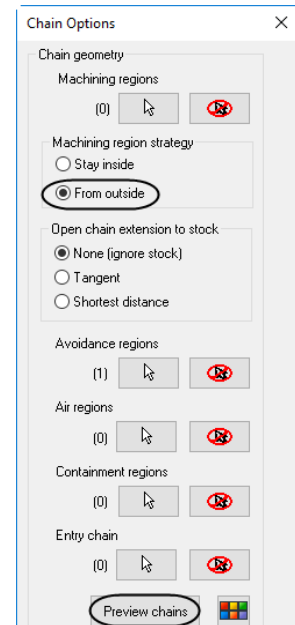 Chain Options
Chain geometry
Machining regions
(0)
Machining region strategy
Stay inside
From outside
Open chain extension to stock
None (ignore stock)
Tangent
Shortest distance
Avoidance regions
(1)
Air regions
(0)
Containment regions
(0)
Entry chain
(0)
Preview chains